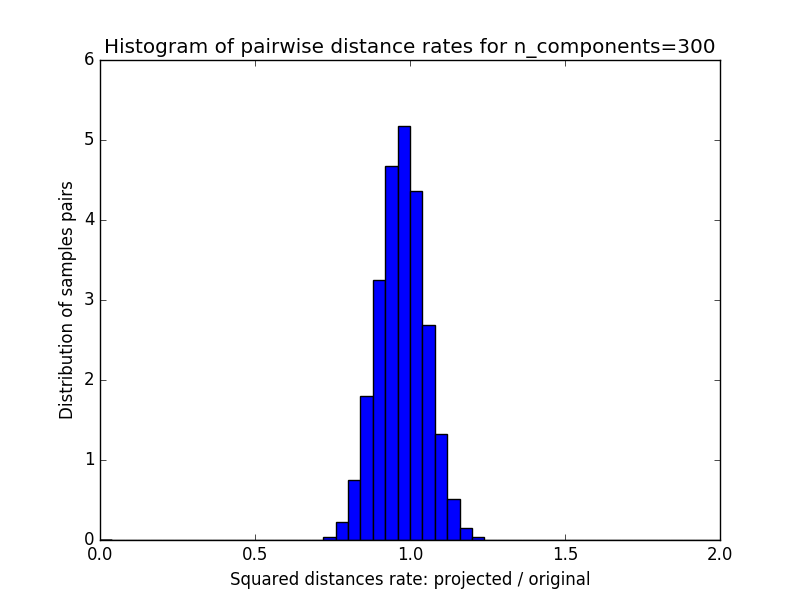 Histogram of pairwise distance rates for n_components=300
6
5
4
3
2
1
0
0.0 0.5 1.0 1.5 2.0
Distribution of samples pairs
Squared distances rate: projected / original